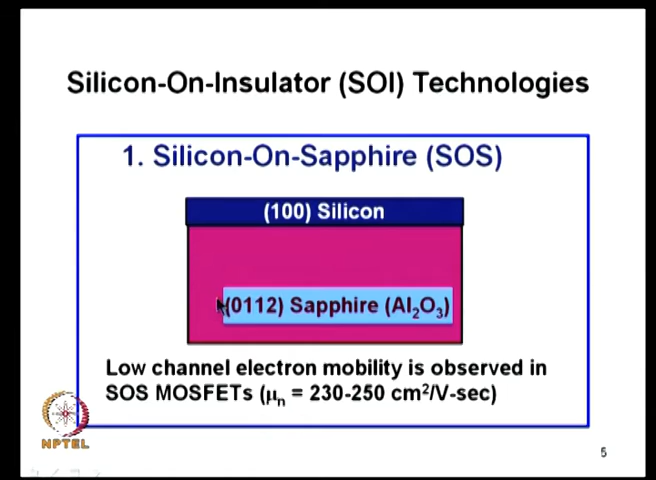 Silicon-On-Insulator (SOI) Technologies
1. Silicon-On-Sapphire (SOS)
(100) Silicon
(0112) Sapphire (Al₂O₃)
Low channel electron mobility is observed in
SOS MOSFETs (μₙ = 230-250 cm²/V-sec)
NPTEL
5